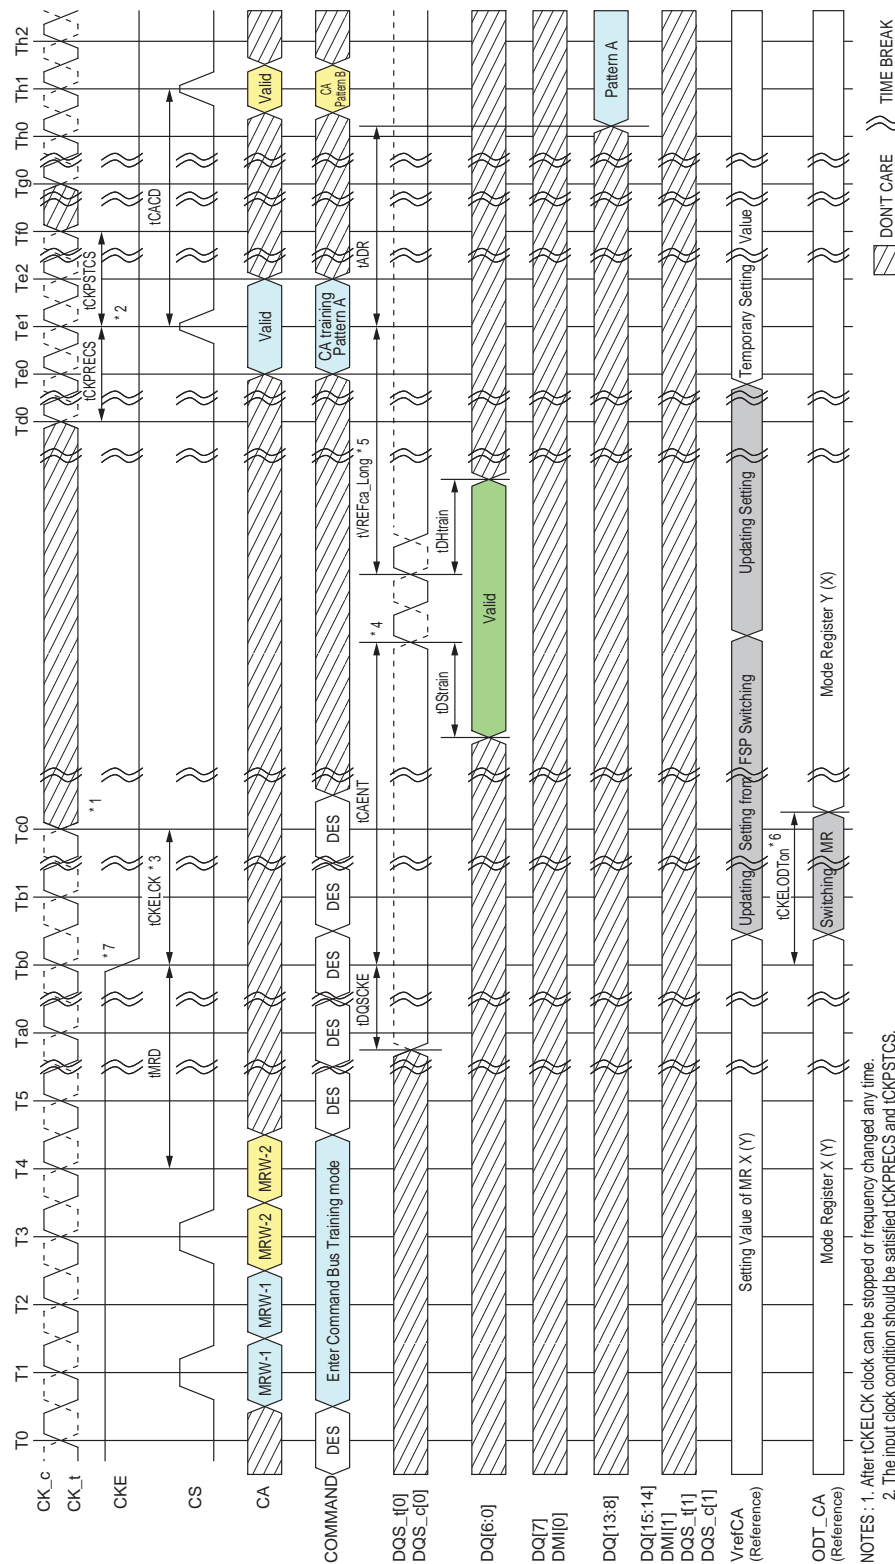 T0 T1 T2 T3 T4 T5 Ta0 Tb0 Tb1 Tc0 Td0 Te0 Te1 Te2 Tf0 Tg0 Th0 Th1 Th2
CK_c
CK_t
* 1
tCKPRECS
tCKPSTCS
* 2
CKE
* 7
tMRD
tCKELCK * 3
tCACD
CS
CA
MRW-1
MRW-1
MRW-2
MRW-2
Valid
Valid
COMMAND
DES
Enter Command Bus Training mode
DES
DES
DES
DES
DES
CA training
Pattern A
CA
Pattern B
tDQSCKE
tCAENT
* 4
tVREFca_Long * 5
tADR
DQS_t[0]
DQS_c[0]
tDStrain
tDHtrain
DQ[6:0]
Valid
DQ[7]
DMI[0]
DQ[13:8]
Pattern A
DQ[15:14]
DMI[1]
DQS_t[1]
DQS_c[1]
VrefCA
(Reference)
Setting Value of MR X (Y)
Updating Setting from FSP Switching
Updating Setting
Temporary Setting Value
tCKELODTon
* 6
ODT_CA
(Reference)
Mode Register X (Y)
Switching MR
Mode Register Y (X)
NOTES : 1. After tCKELCK clock can be stopped or frequency changed any time.
2. The input clock condition should be satisfied tCKPRECS and tCKPSTCS.
DON'T CARE
TIME BREAK